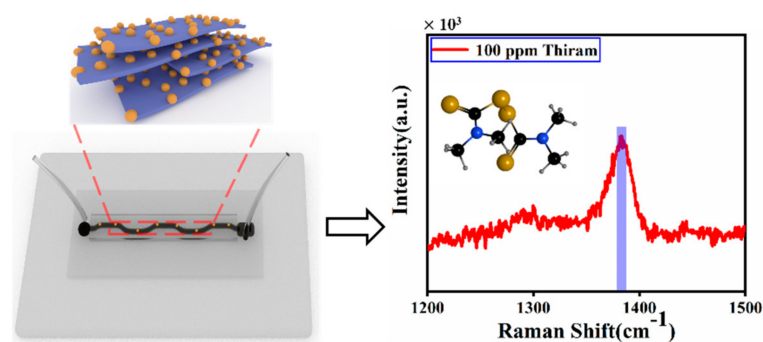 × 10³
100 ppm Thiram
Intensity(a.u.)
1200
1300
1400
1500
Raman Shift(cm⁻¹)